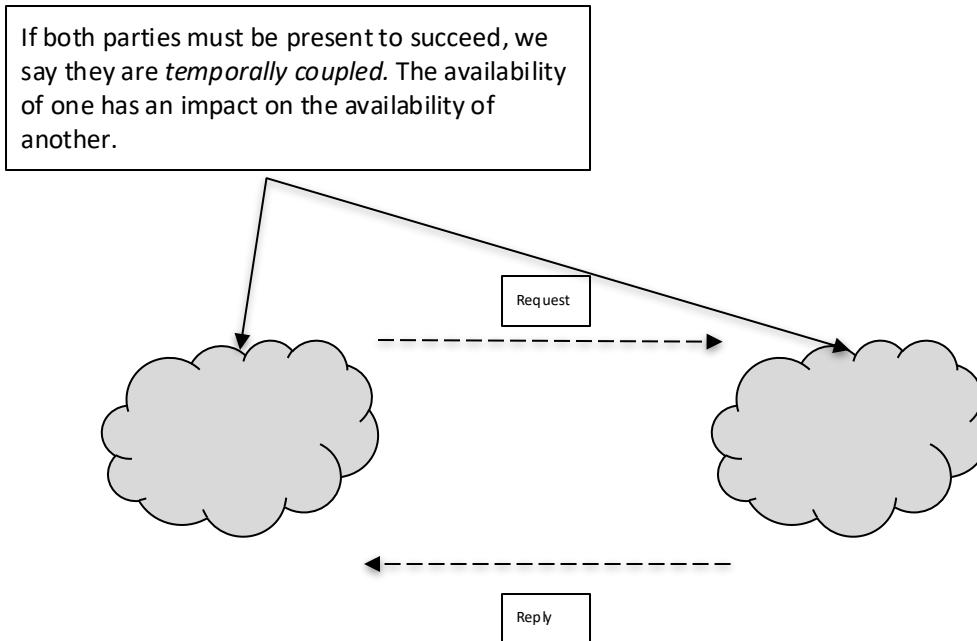 If both parties must be present to succeed, we
say they are temporally coupled. The availability
of one has an impact on the availability of
another.
Request
Reply